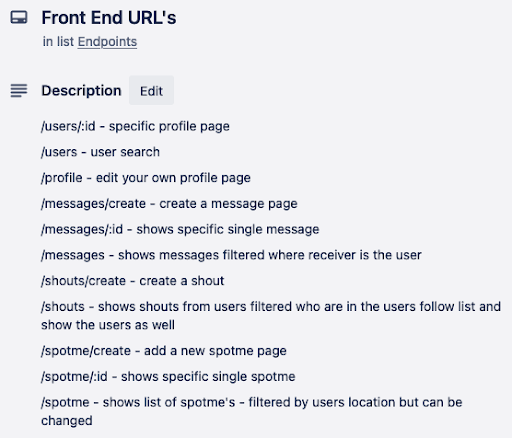 Front End URL's
in list Endpoints
Description Edit
/users/:id - specific profile page
/users - user search
/profile - edit your own profile page
/messages/create - create a message page
/messages/:id - shows specific single message
/messages - shows messages filtered where receiver is the user
/shouts/create - create a shout
/shouts - shows shouts from users filtered who are in the users follow list and
show the users as well
/spotme/create - add a new spotme page
/spotme/:id - shows specific single spotme
/spotme - shows list of spotme's - filtered by users location but can be
changed